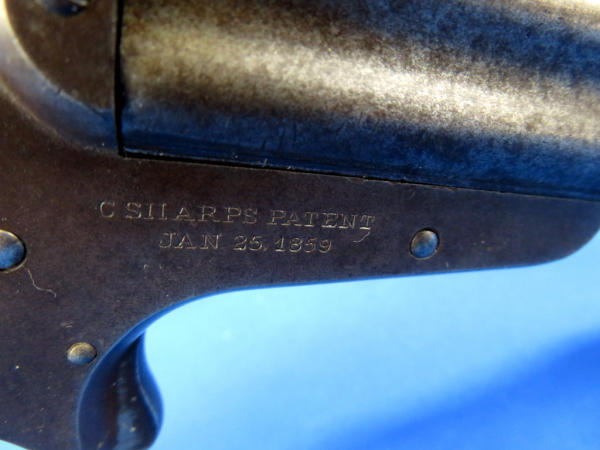 C SHARPS PATENT
JAN 25, 1859